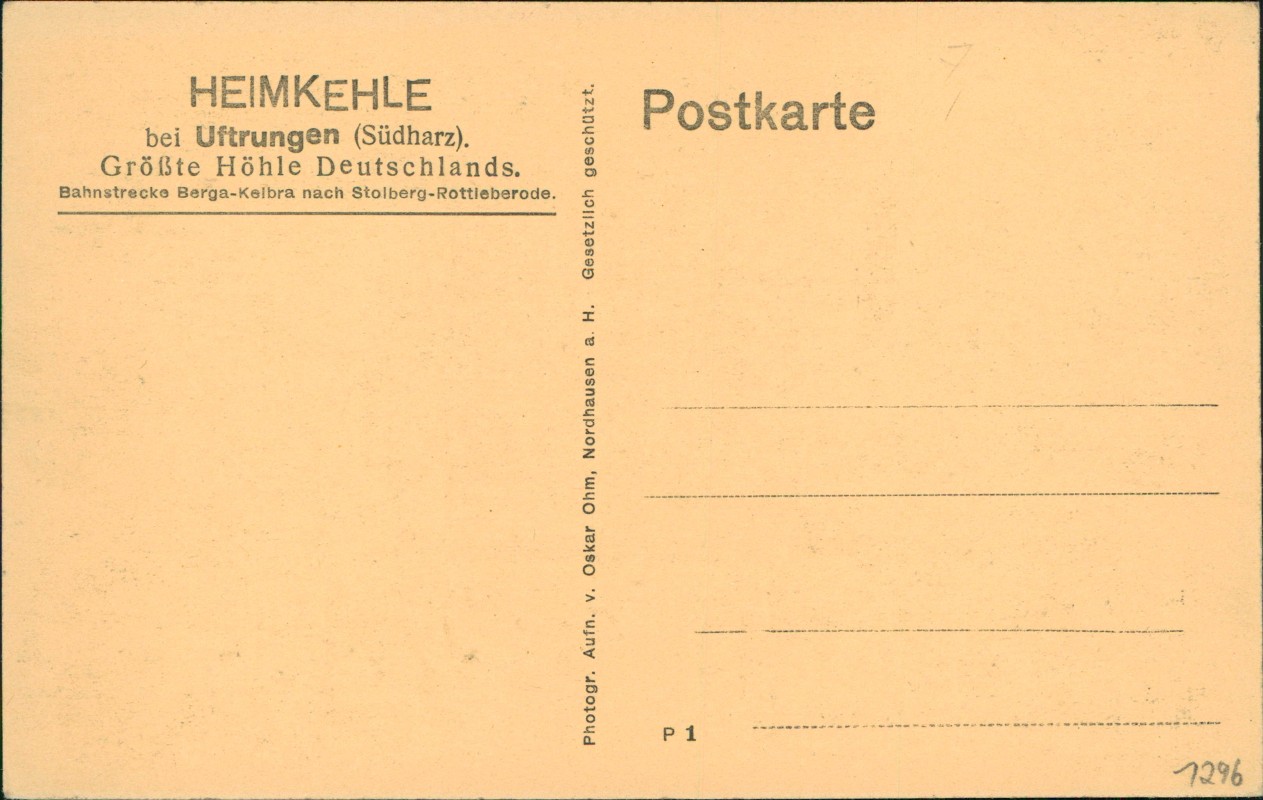 HEIMKEHLE
bei Uftrungen (Südharz).
Größte Höhle Deutschlands.
Bahnstrecke Berga-Kelbra nach Stolberg-Rottleberode.
Photogr. Aufn. v. Oskar Ohm, Nordhausen a. H. Gesetzlich geschützt.
Postkarte
P 1
1296